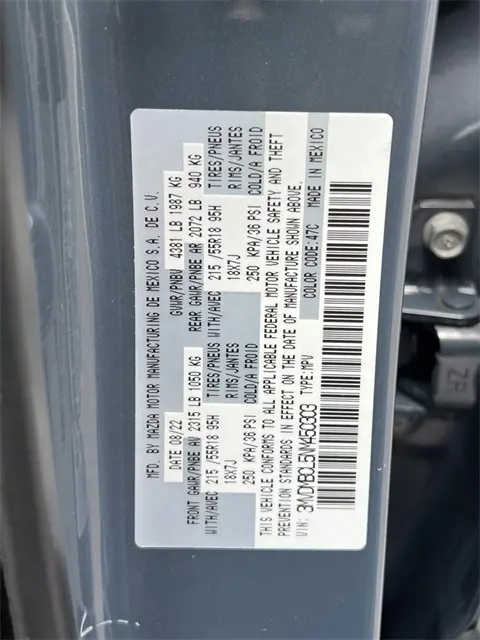 MFD. BY MAZDA MOTOR MANUFACTURING DE MEXICO S.A. DE C.V.
DATE 08/22 GVWR/PNBV 4381 LB 1987 KG
FRONT GAWR/PNBE AV 2315 LB 1050 KG REAR GAWR/PNBE AR 2072 LB 940 KG
WITH/AVEC 215 /55R18 95H TIRES/PNEUS WITH/AVEC 215 /55R18 95H TIRES/PNEUS
18X7J RIMS/JANTES 18X7J RIMS/JANTES
250 KPA/36 PSI COLD/A FROID 250 KPA/36 PSI COLD/A FROID
THIS VEHICLE CONFORMS TO ALL APPLICABLE FEDERAL MOTOR VEHICLE SAFETY AND THEFT
PREVENTION STANDARDS IN EFFECT ON THE DATE OF MANUFACTURE SHOWN ABOVE.
VIN: 3MVDMBCL5NM450303 TYPE:MPV COLOR CODE:47C MADE IN MEXICO
ZR